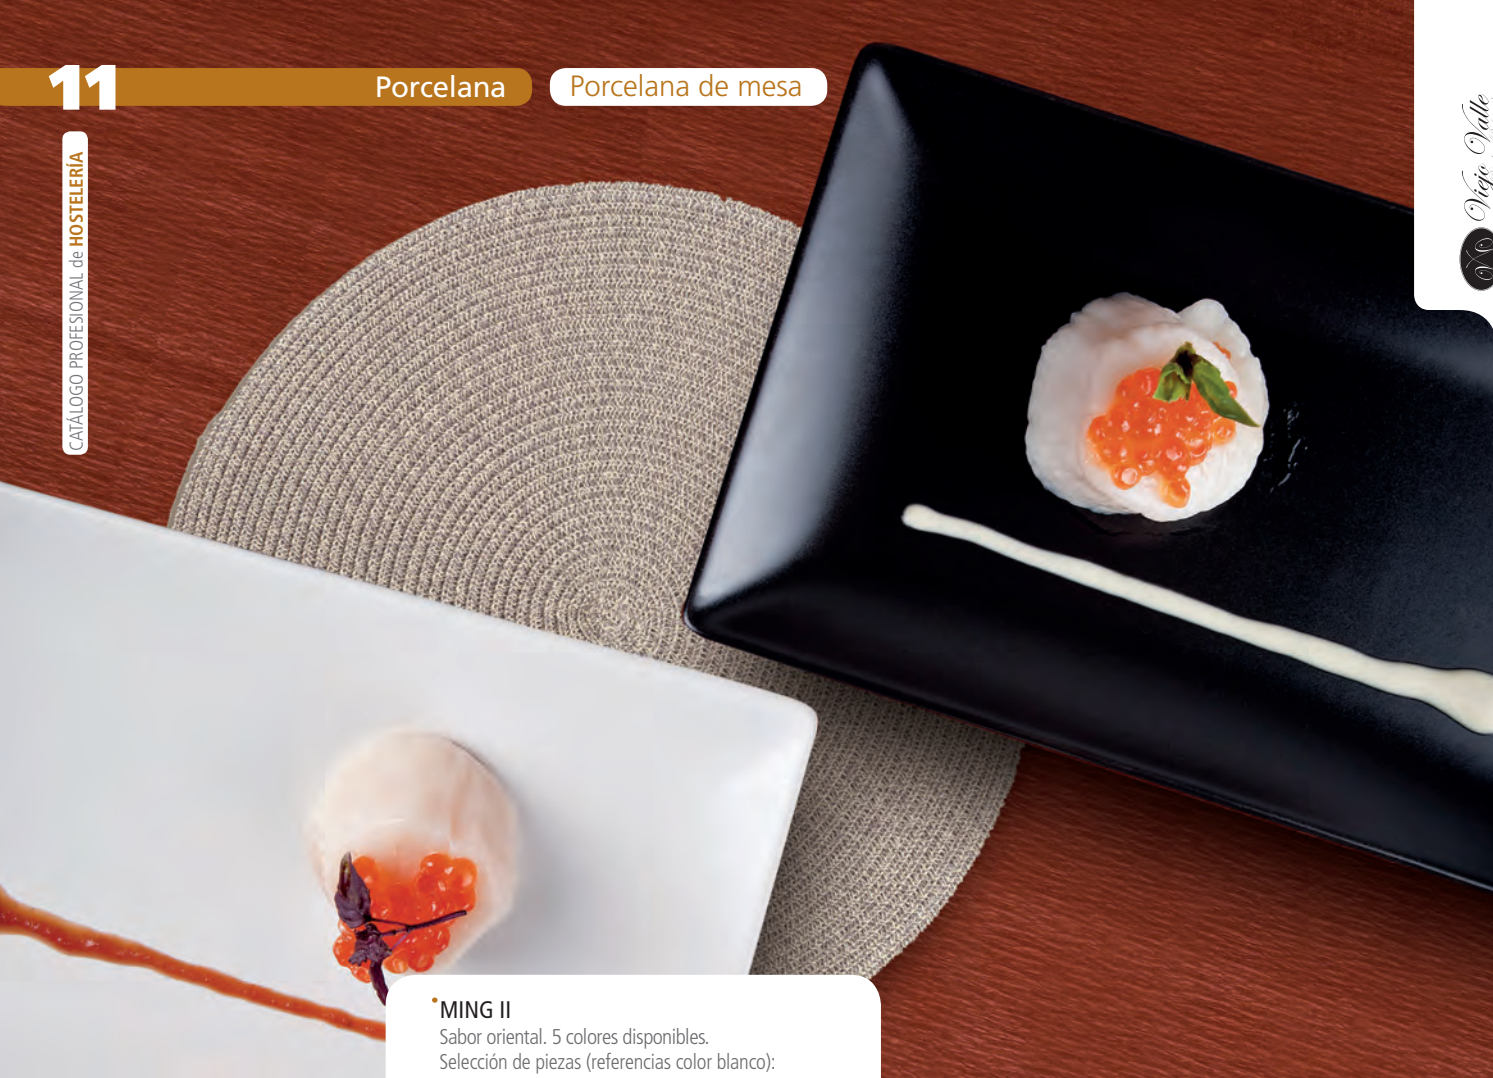 11
Porcelana
Porcelana de mesa
CATÁLOGO PROFESIONAL de HOSTELERÍA
Viejo Valle
MING II
Sabor oriental. 5 colores disponibles.
Selección de piezas (referencias color blanco):